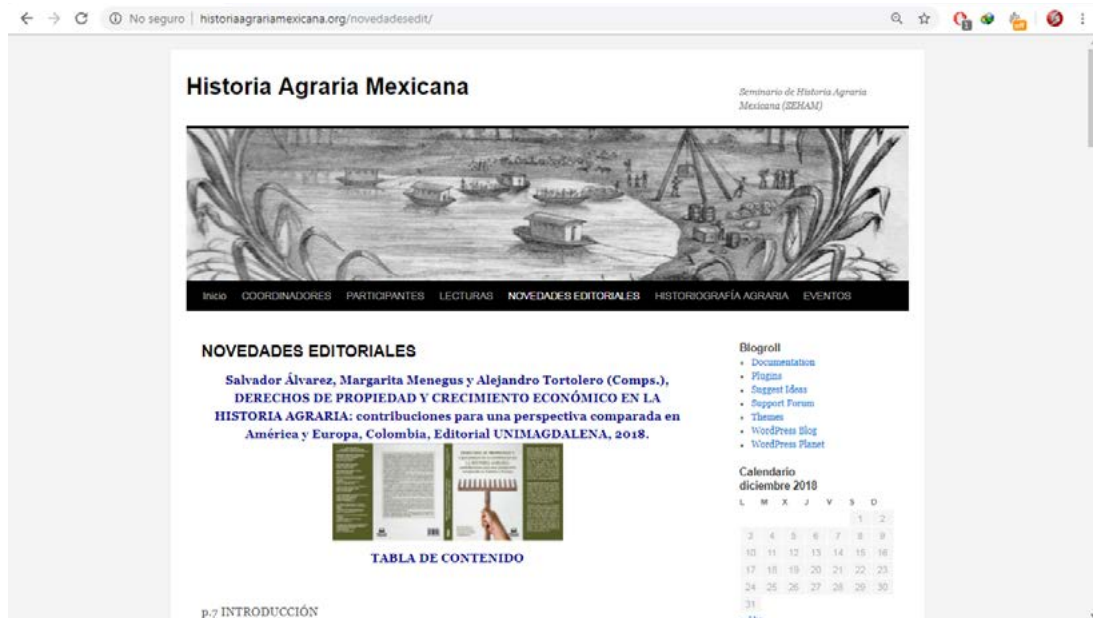 No seguro | historiaagrariamexicana.org/novedadesedit/
1
off
Historia Agraria Mexicana
Seminario de Historia Agraria
Mexicana (SEHAM)
Inicio COORDINADORES PARTICIPANTES LECTURAS NOVEDADES EDITORIALES HISTORIOGRAFÍA AGRARIA EVENTOS
NOVEDADES EDITORIALES
Salvador Álvarez, Margarita Menegus y Alejandro Tortolero (Comps.),
DERECHOS DE PROPIEDAD Y CRECIMIENTO ECONÓMICO EN LA
HISTORIA AGRARIA: contribuciones para una perspectiva comparada en
América y Europa, Colombia, Editorial UNIMAGDALENA, 2018.
TABLA DE CONTENIDO
p.7 INTRODUCCIÓN
Blogroll
Documentation
Plugins
Suggest Ideas
Support Forum
Themes
WordPress Blog
WordPress Planet
Calendario
diciembre 2018
L M X J V S D
1 2
3 4 5 6 7 8 9
10 11 12 13 14 15 16
17 18 19 20 21 22 23
24 25 26 27 28 29 30
31